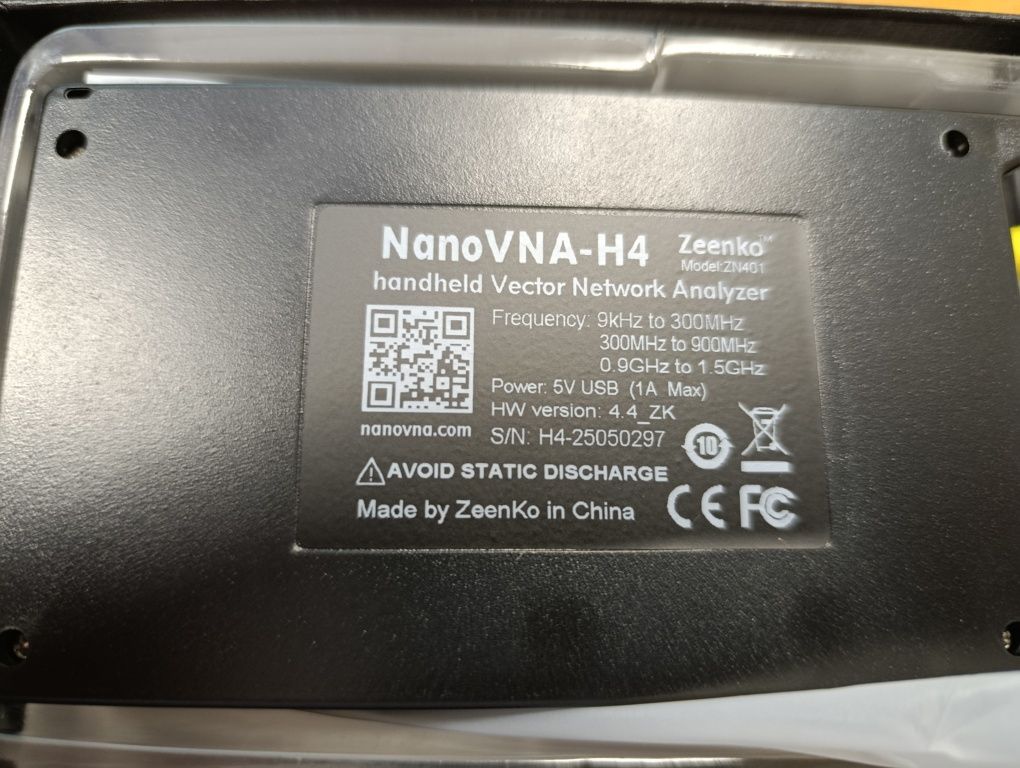 NanoVNA-H4
Zeenko™
Model:ZN401
handheld Vector Network Analyzer
Frequency: 9kHz to 300MHz
300MHz to 900MHz
0.9GHz to 1.5GHz
Power: 5V USB (1A Max)
HW version: 4.4_ZK
nanovna.com
S/N: H4-25050297
10
AVOID STATIC DISCHARGE
Made by ZeenKo in China
CE FC